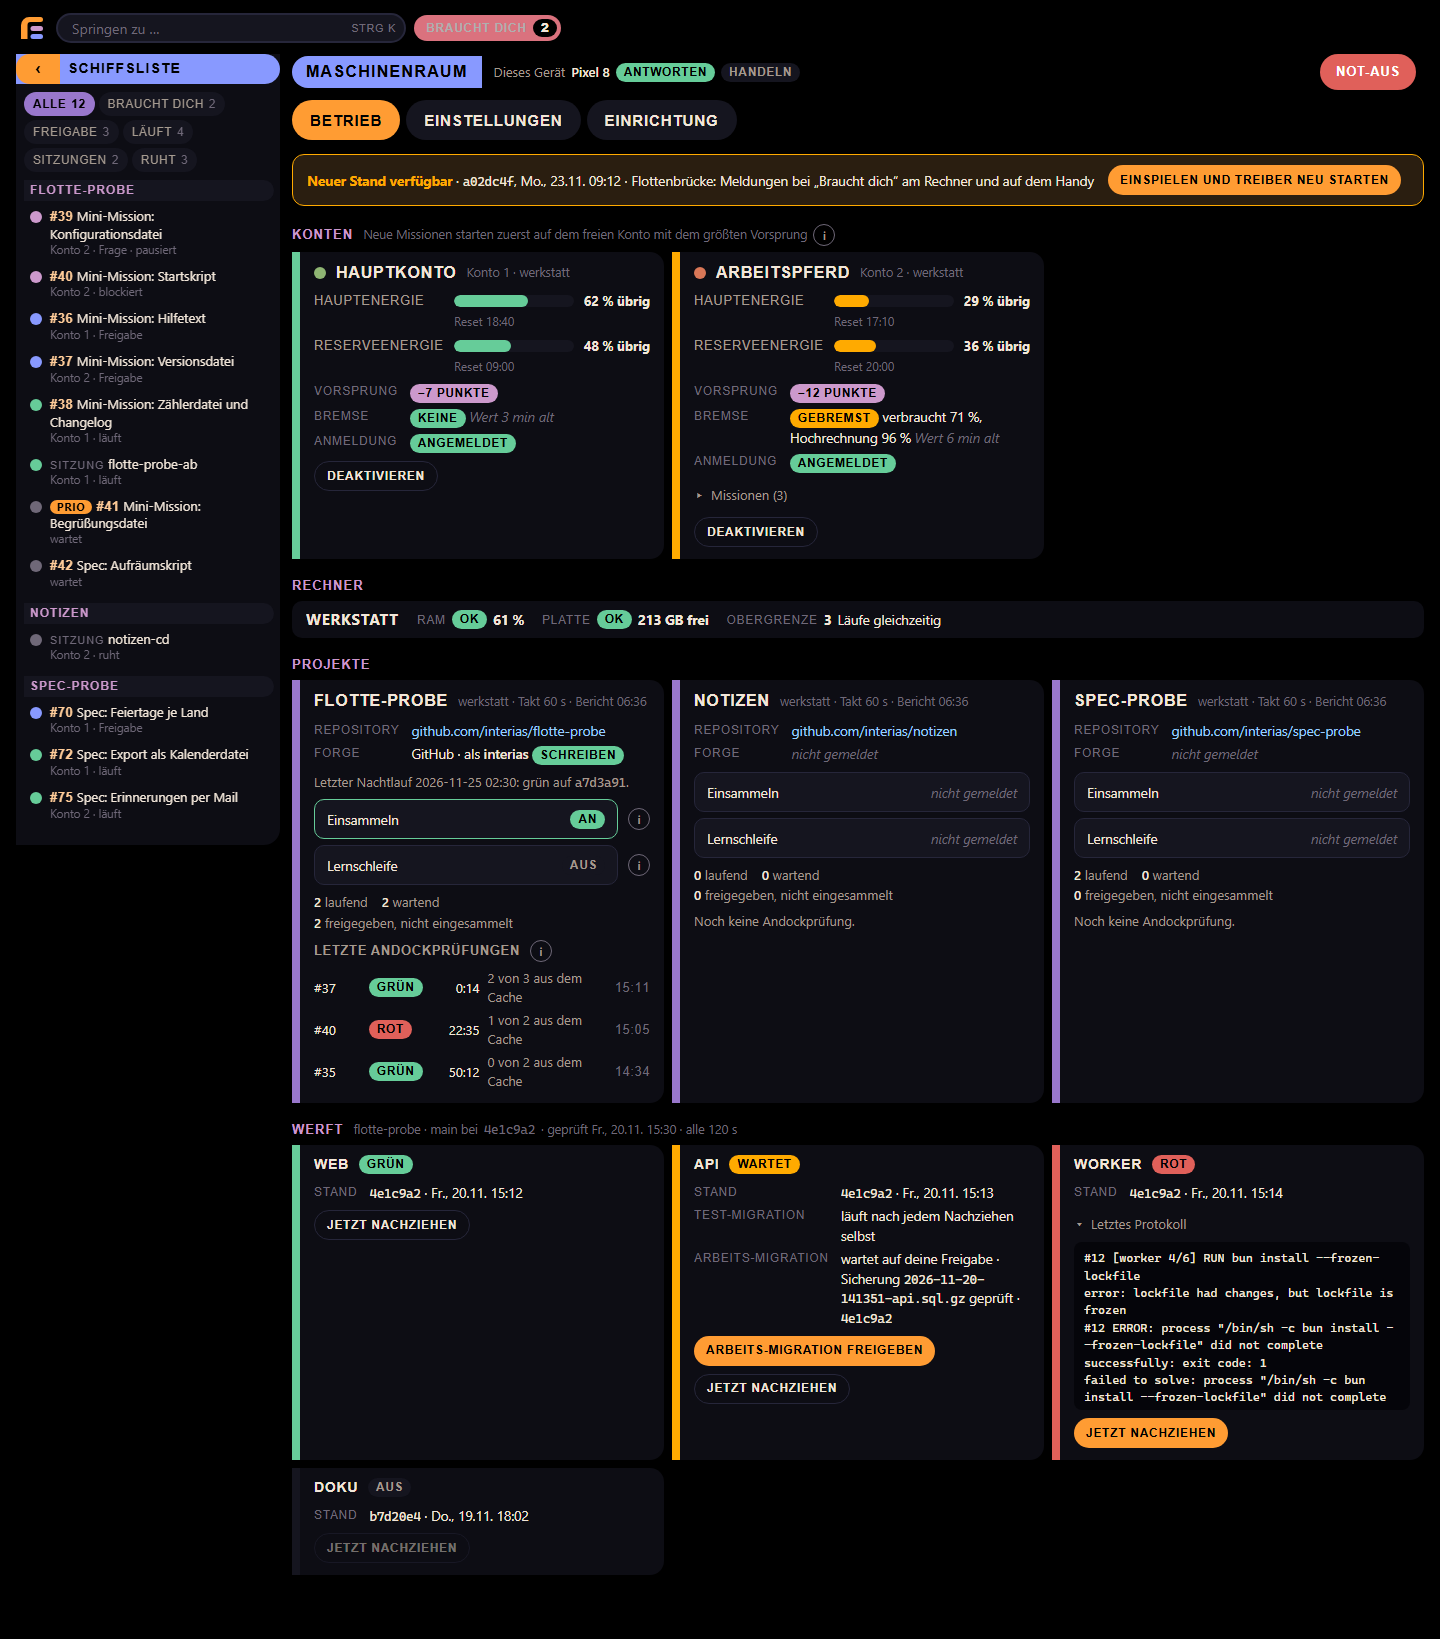 Springen zu ...
STRG K
BRAUCHT DICH 2
‹ SCHIFFSLISTE
ALLE 12
BRAUCHT DICH 2
FREIGABE 3
LÄUFT 4
SITZUNGEN 2
RUHT 3
FLOTTE-PROBE
#39 Mini-Mission:
Konfigurationsdatei
Konto 2 · Frage · pausiert
#40 Mini-Mission: Startskript
Konto 2 · blockiert
#36 Mini-Mission: Hilfetext
Konto 1 · Freigabe
#37 Mini-Mission: Versionsdatei
Konto 2 · Freigabe
#38 Mini-Mission: Zählerdatei und
Changelog
Konto 1 · läuft
SITZUNG flotte-probe-ab
Konto 1 · läuft
PRIO #41 Mini-Mission:
Begrüßungsdatei
wartet
#42 Spec: Aufräumskript
wartet
NOTIZEN
SITZUNG notizen-cd
Konto 2 · ruht
SPEC-PROBE
#70 Spec: Feiertage je Land
Konto 1 · Freigabe
#72 Spec: Export als Kalenderdatei
Konto 1 · läuft
#75 Spec: Erinnerungen per Mail
Konto 2 · läuft
MASCHINENRAUM
Dieses Gerät Pixel 8 ANTWORTEN HANDELN
NOT-AUS
BETRIEB
EINSTELLUNGEN
EINRICHTUNG
Neuer Stand verfügbar · a02dc4f, Mo., 23.11. 09:12 · Flottenbrücke: Meldungen bei „Braucht dich“ am Rechner und auf dem Handy
EINSPIELEN UND TREIBER NEU STARTEN
KONTEN Neue Missionen starten zuerst auf dem freien Konto mit dem größten Vorsprung i
HAUPTKONTO Konto 1 · werkstatt
HAUPTENERGIE 62 % übrig
Reset 18:40
RESERVEENERGIE 48 % übrig
Reset 09:00
VORSPRUNG −7 PUNKTE
BREMSE KEINE Wert 3 min alt
ANMELDUNG ANGEMELDET
DEAKTIVIEREN
ARBEITSPFERD Konto 2 · werkstatt
HAUPTENERGIE 29 % übrig
Reset 17:10
RESERVEENERGIE 36 % übrig
Reset 20:00
VORSPRUNG −12 PUNKTE
BREMSE GEBREMST verbraucht 71 %,
Hochrechnung 96 % Wert 6 min alt
ANMELDUNG ANGEMELDET
Missionen (3)
DEAKTIVIEREN
RECHNER
WERKSTATT RAM OK 61 % PLATTE OK 213 GB frei OBERGRENZE 3 Läufe gleichzeitig
PROJEKTE
FLOTTE-PROBE werkstatt · Takt 60 s · Bericht 06:36
REPOSITORY github.com/interias/flotte-probe
FORGE GitHub · als interias SCHREIBEN
Letzter Nachtlauf 2026-11-25 02:30: grün auf a7d3a91.
Einsammeln AN i
Lernschleife AUS i
2 laufend 2 wartend
2 freigegeben, nicht eingesammelt
LETZTE ANDOCKPRÜFUNGEN i
#37 GRÜN 0:14 2 von 3 aus dem
Cache 15:11
#40 ROT 22:35 1 von 2 aus dem
Cache 15:05
#35 GRÜN 50:12 0 von 2 aus dem
Cache 14:34
NOTIZEN werkstatt · Takt 60 s · Bericht 06:36
REPOSITORY github.com/interias/notizen
FORGE nicht gemeldet
Einsammeln nicht gemeldet
Lernschleife nicht gemeldet
0 laufend 0 wartend
0 freigegeben, nicht eingesammelt
Noch keine Andockprüfung.
SPEC-PROBE werkstatt · Takt 60 s · Bericht 06:36
REPOSITORY github.com/interias/spec-probe
FORGE nicht gemeldet
Einsammeln nicht gemeldet
Lernschleife nicht gemeldet
2 laufend 0 wartend
0 freigegeben, nicht eingesammelt
Noch keine Andockprüfung.
WERFT flotte-probe · main bei 4e1c9a2 · geprüft Fr., 20.11. 15:30 · alle 120 s
WEB GRÜN
STAND 4e1c9a2 · Fr., 20.11. 15:12
JETZT NACHZIEHEN
API WARTET
STAND 4e1c9a2 · Fr., 20.11. 15:13
TEST-MIGRATION läuft nach jedem Nachziehen
selbst
ARBEITS-MIGRATION wartet auf deine Freigabe ·
Sicherung 2026-11-20-
141351-api.sql.gz geprüft ·
4e1c9a2
ARBEITS-MIGRATION FREIGEBEN
JETZT NACHZIEHEN
WORKER ROT
STAND 4e1c9a2 · Fr., 20.11. 15:14
Letztes Protokoll
#12 [worker 4/6] RUN bun install --frozen-
lockfile
error: lockfile had changes, but lockfile is
frozen
#12 ERROR: process "/bin/sh -c bun install -
-frozen-lockfile" did not complete
successfully: exit code: 1
failed to solve: process "/bin/sh -c bun
install --frozen-lockfile" did not complete
JETZT NACHZIEHEN
DOKU AUS
STAND b7d20e4 · Do., 19.11. 18:02
JETZT NACHZIEHEN